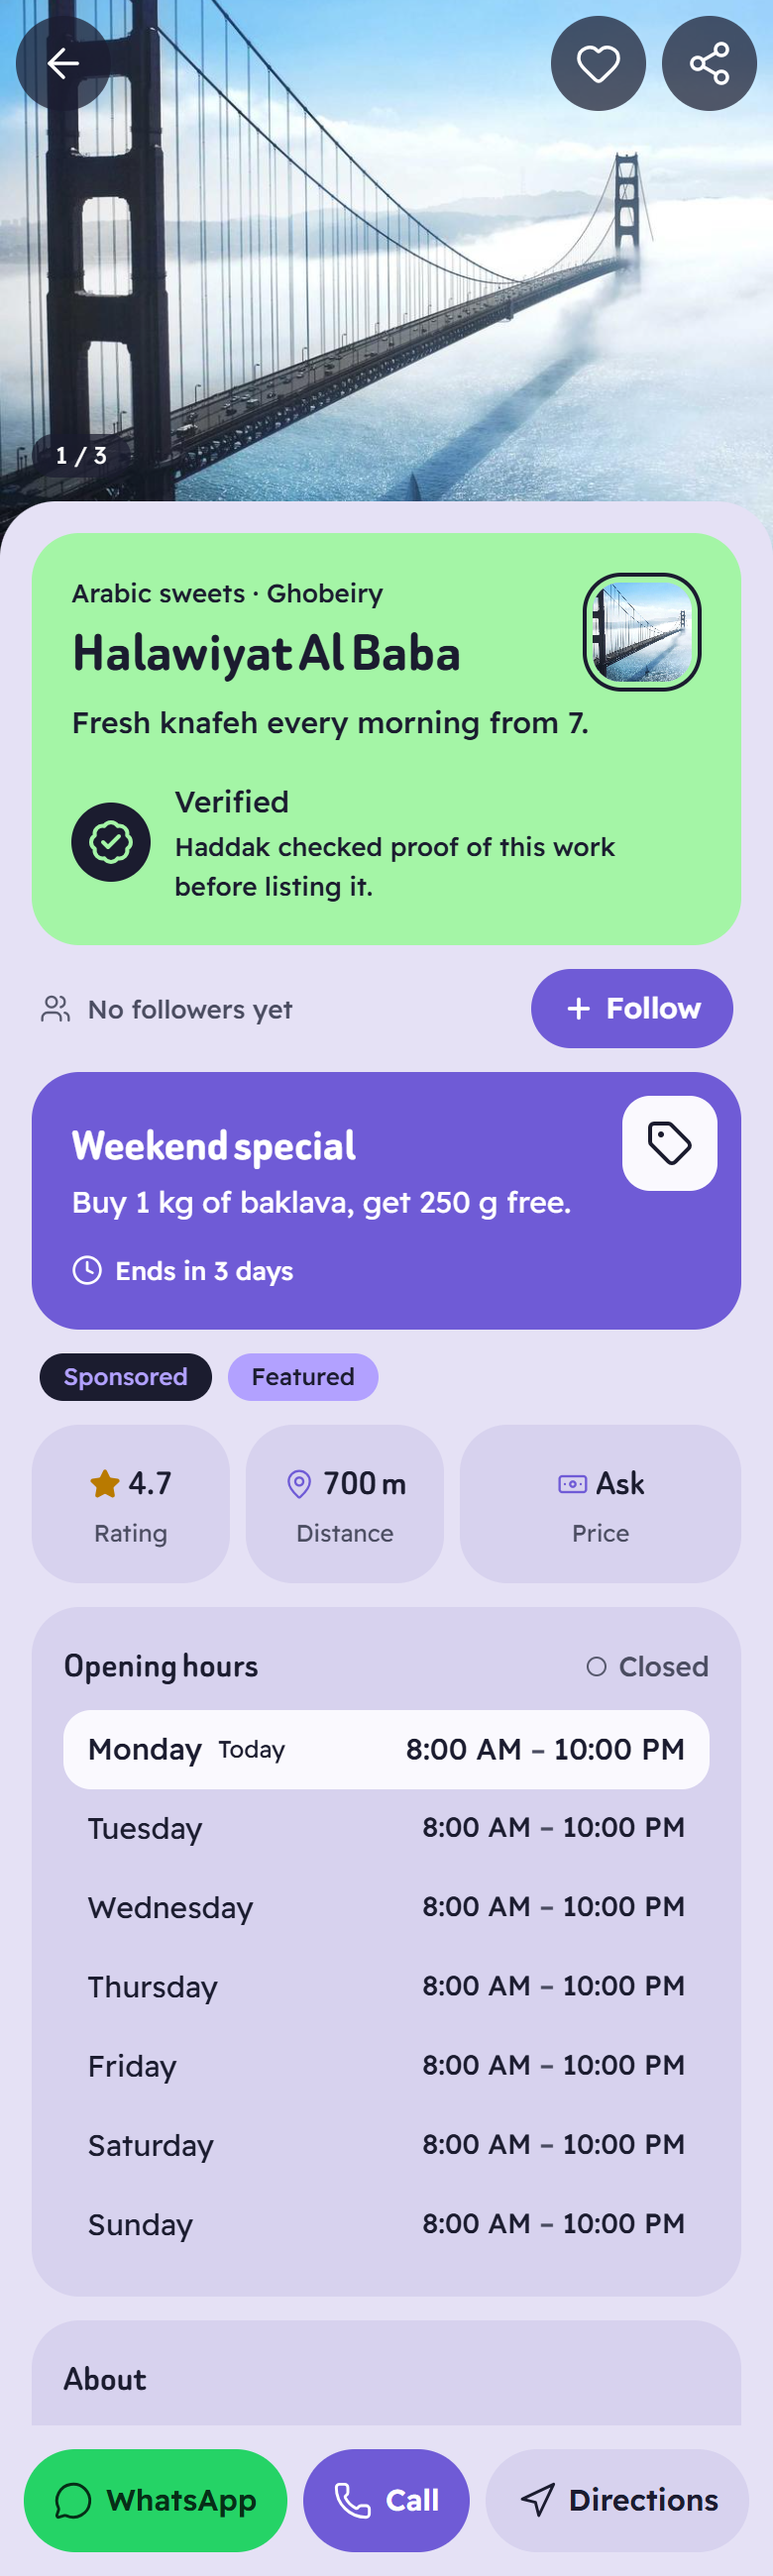 1 / 3
Arabic sweets · Ghobeiry
Halawiyat Al Baba
Fresh knafeh every morning from 7.
Verified
Haddak checked proof of this work
before listing it.
No followers yet
Follow
Weekend special
Buy 1 kg of baklava, get 250 g free.
Ends in 3 days
Sponsored Featured
4.7 700 m Ask
Rating Distance Price
Opening hours Closed
Monday Today 8:00 AM – 10:00 PM
Tuesday 8:00 AM – 10:00 PM
Wednesday 8:00 AM – 10:00 PM
Thursday 8:00 AM – 10:00 PM
Friday 8:00 AM – 10:00 PM
Saturday 8:00 AM – 10:00 PM
Sunday 8:00 AM – 10:00 PM
About
WhatsApp Call Directions